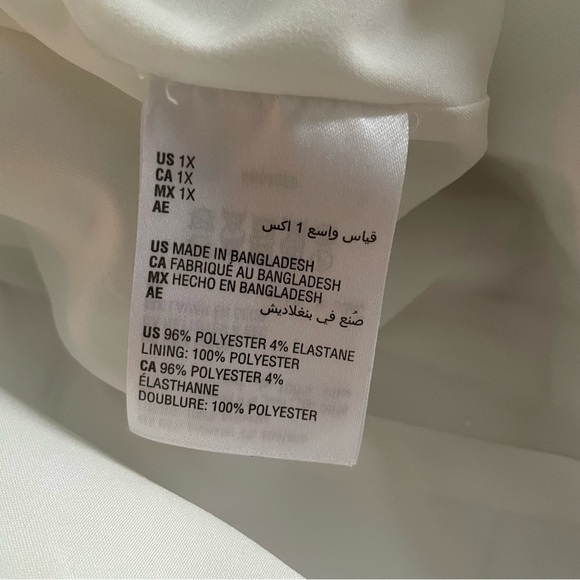 US 1X
CA 1X
MX 1X
AE
قياس واسع 1 اكس
US MADE IN BANGLADESH
CA FABRIQUÉ AU BANGLADESH
MX HECHO EN BANGLADESH
AE
صُنع في بنغلاديش
US 96% POLYESTER 4% ELASTANE
LINING: 100% POLYESTER
CA 96% POLYESTER 4%
ÉLASTHANNE
DOUBLURE: 100% POLYESTER